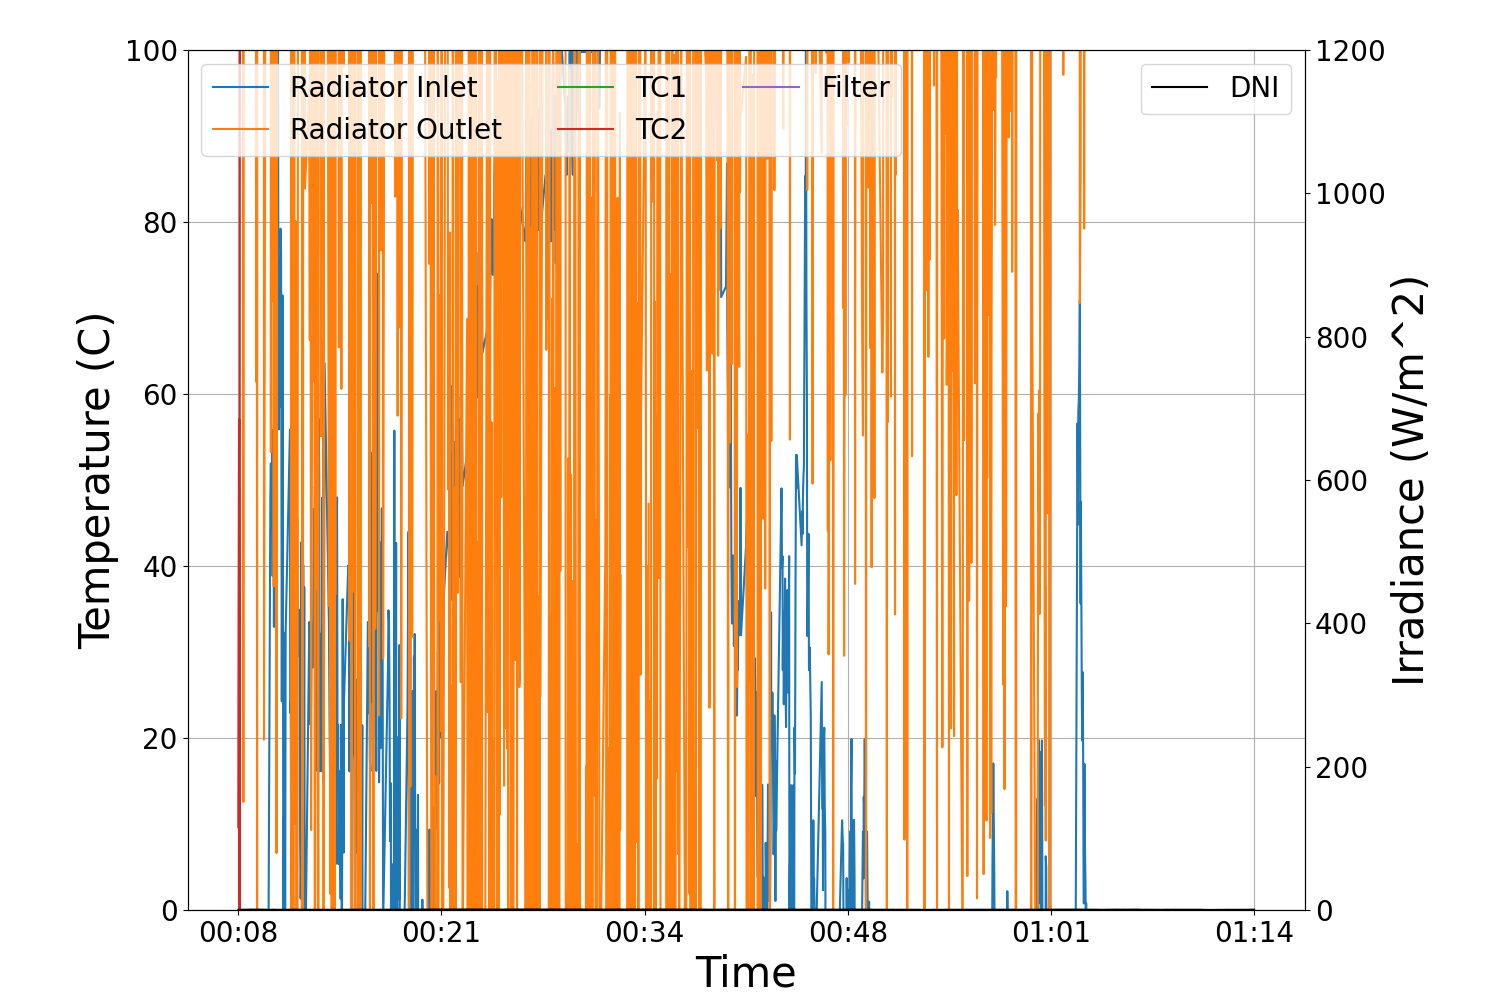 100
80
60
40
20
0
Temperature (C)
Radiator Inlet
Radiator Outlet
TC1
TC2
Filter
DNI
1200
1000
800
600
400
200
0
Irradiance (W/m^2)
00:08 00:21 00:34 00:48 01:01 01:14
Time